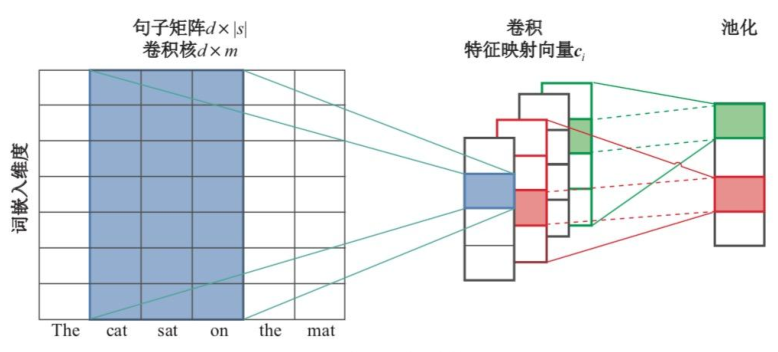 句子矩阵d×|s|
卷积核d×m
卷积
特征映射向量c_i
池化
词嵌入维度
The cat sat on the mat